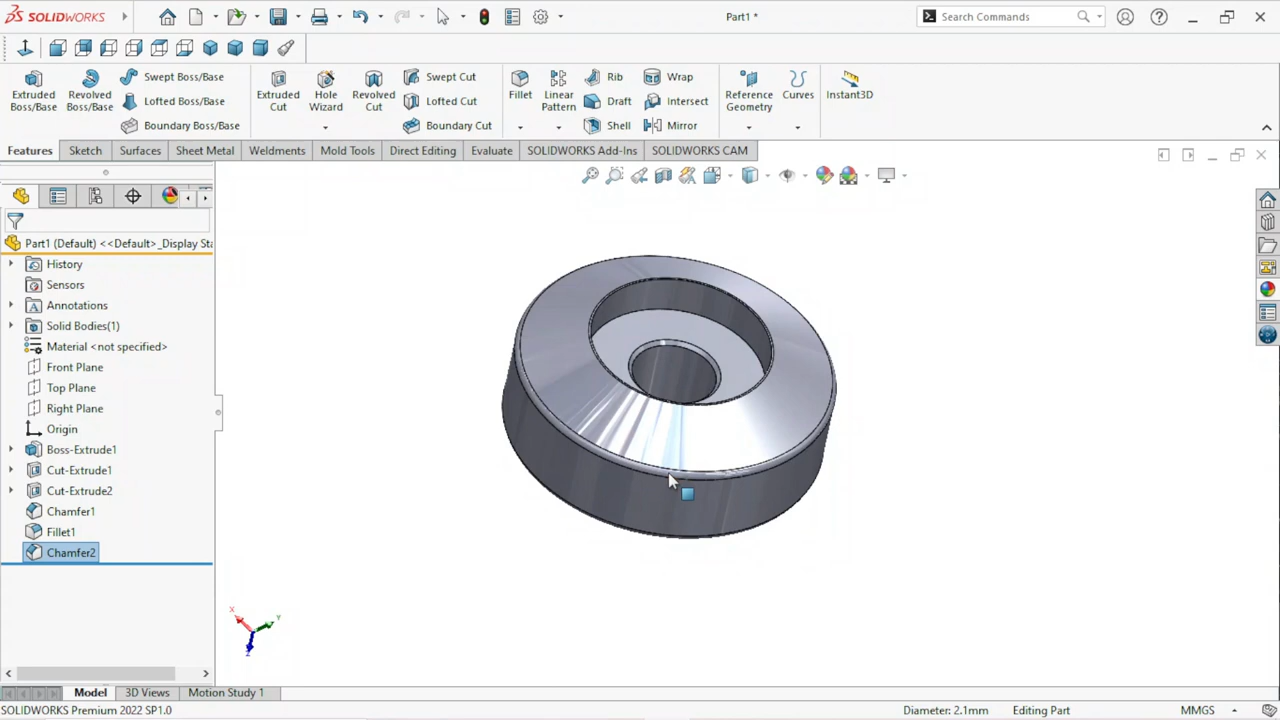 SOLIDWORKS
Part1 *
Search Commands
Extruded Boss/Base
Revolved Boss/Base
Swept Boss/Base
Lofted Boss/Base
Boundary Boss/Base
Extruded Cut
Hole Wizard
Revolved Cut
Swept Cut
Lofted Cut
Boundary Cut
Fillet
Linear Pattern
Rib
Draft
Shell
Wrap
Intersect
Mirror
Reference Geometry
Curves
Instant3D
Features
Sketch
Surfaces
Sheet Metal
Weldments
Mold Tools
Direct Editing
Evaluate
SOLIDWORKS Add-Ins
SOLIDWORKS CAM
Part1 (Default) <<Default>_Display Sta
History
Sensors
Annotations
Solid Bodies(1)
Material <not specified>
Front Plane
Top Plane
Right Plane
Origin
Boss-Extrude1
Cut-Extrude1
Cut-Extrude2
Chamfer1
Fillet1
Chamfer2
X
Y
Z
Model
3D Views
Motion Study 1
SOLIDWORKS Premium 2022 SP1.0
Diameter: 2.1mm
Editing Part
MMGS